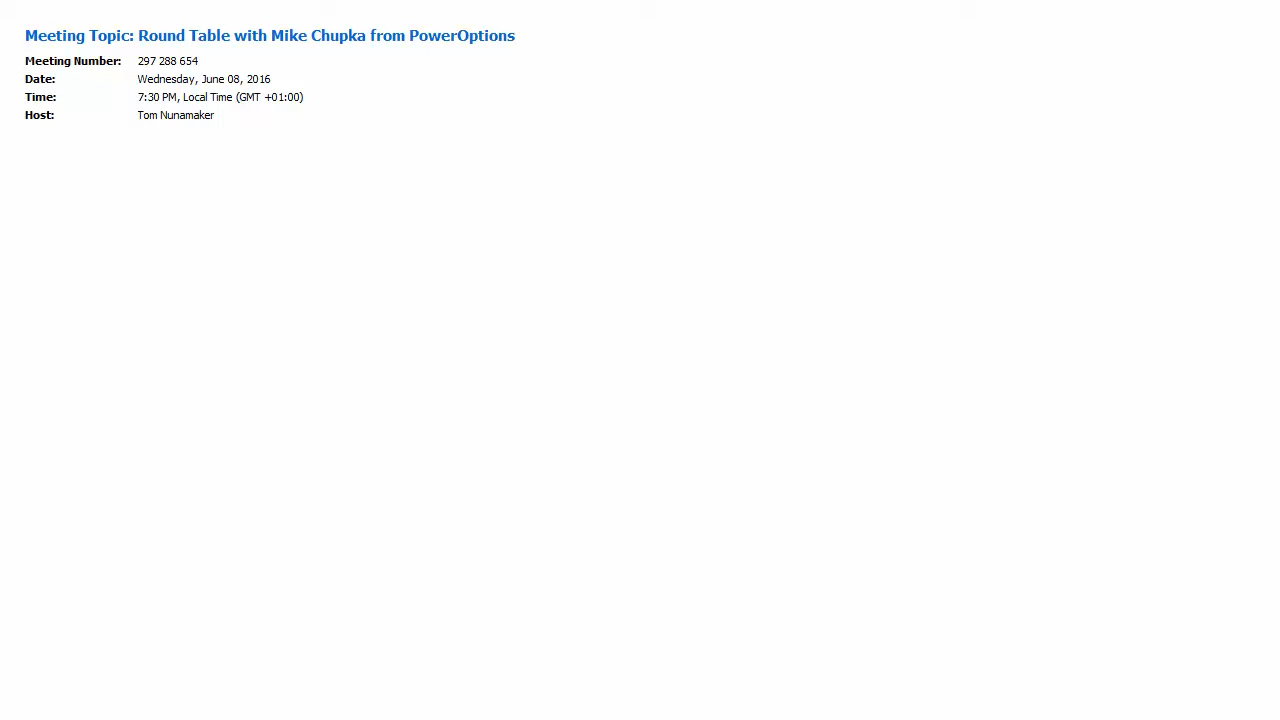 Meeting Topic: Round Table with Mike Chupka from PowerOptions
Meeting Number: 297 288 654
Date: Wednesday, June 08, 2016
Time: 7:30 PM, Local Time (GMT +01:00)
Host: Tom Nunamaker